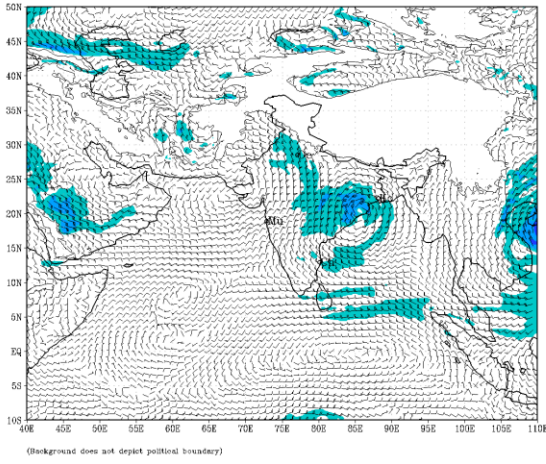 50N
45N
40N
35N
30N
25N
20N
15N
10N
5N
EQ
5S
10S
40E 45E 50E 55E 60E 65E 70E 75E 80E 85E 90E 95E 100E 105E 110E
Mu
(Background does not depict political boundary)